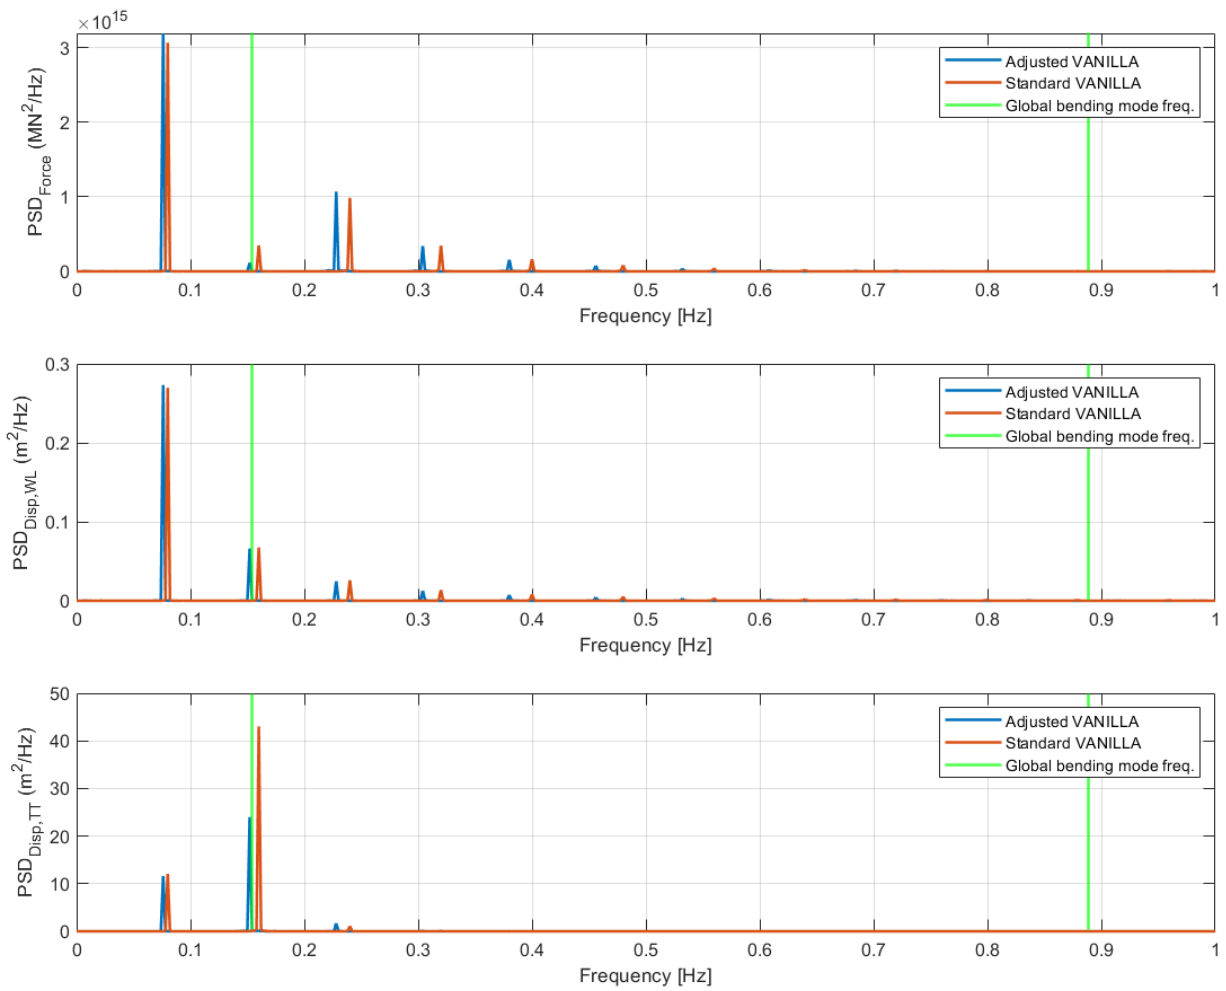 ×10^15
PSD_Force (MN^2/Hz)
3
2
1
0
0 0.1 0.2 0.3 0.4 0.5 0.6 0.7 0.8 0.9 1
Frequency [Hz]
Adjusted VANILLA
Standard VANILLA
Global bending mode freq.
PSD_Disp,WL (m^2/Hz)
0.3
0.2
0.1
0
0 0.1 0.2 0.3 0.4 0.5 0.6 0.7 0.8 0.9 1
Frequency [Hz]
Adjusted VANILLA
Standard VANILLA
Global bending mode freq.
PSD_Disp,TT (m^2/Hz)
50
40
30
20
10
0
0 0.1 0.2 0.3 0.4 0.5 0.6 0.7 0.8 0.9 1
Frequency [Hz]
Adjusted VANILLA
Standard VANILLA
Global bending mode freq.